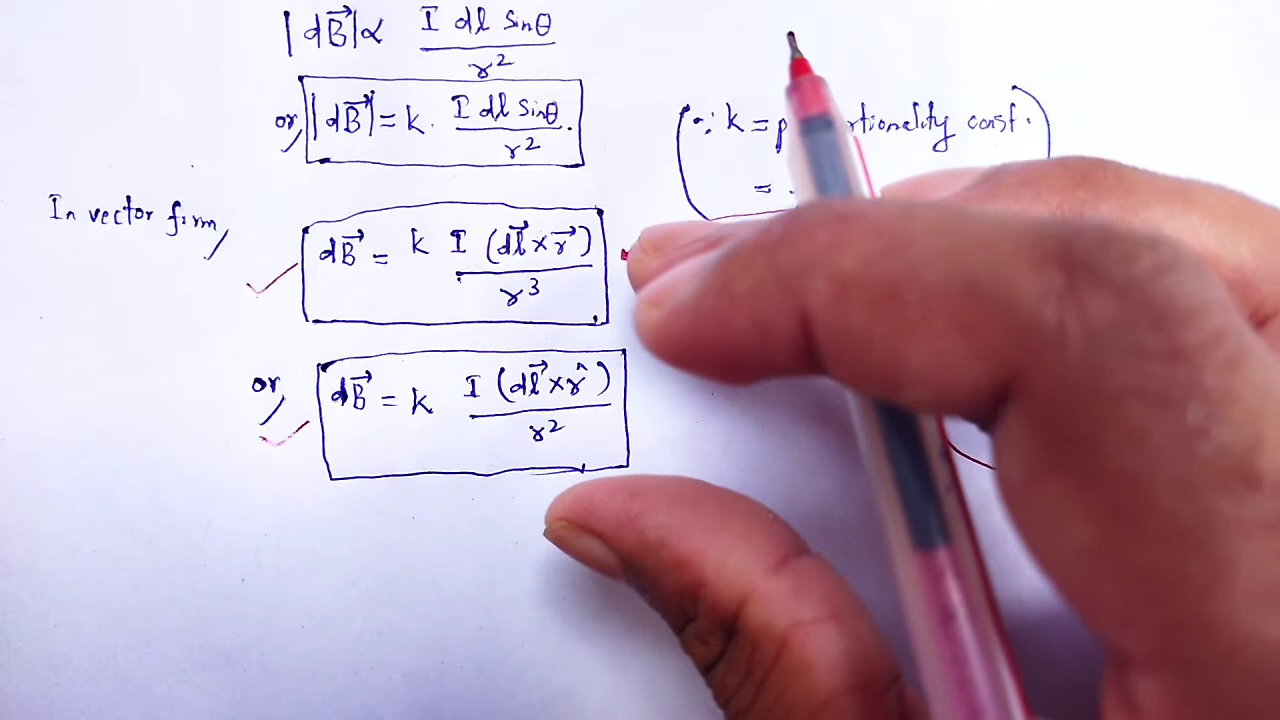 |dB⃗| ∝ I dl sinθ / r²
or, |dB⃗| = k. I dl sinθ / r².
(∵ k = const.
=
In vector form,
dB⃗ = k I (dl⃗ × r⃗) / r³
or, dB⃗ = k I (dl⃗ × r̂) / r²